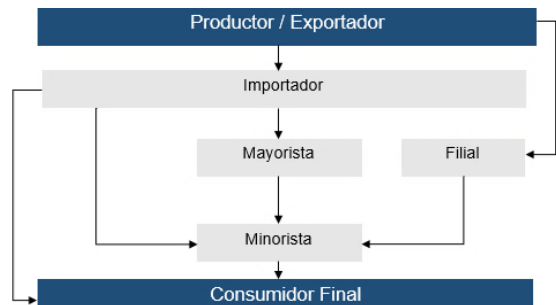 Productor / Exportador
Importador
Mayorista
Filial
Minorista
Consumidor Final